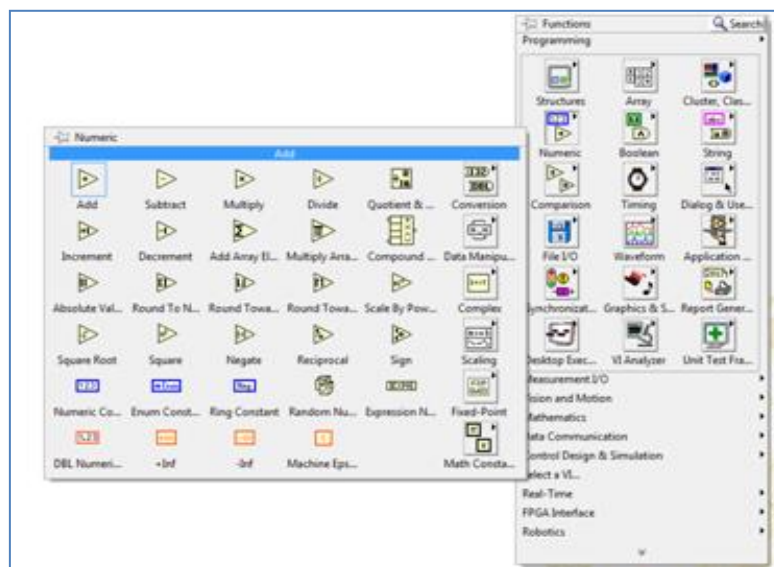 Functions Search
Programming
Structures Array Cluster, Clas...
Numeric Boolean String
Comparison Timing Dialog & Use...
File I/O Waveform Application ...
Synchronizat... Graphics & S... Report Gener...
Desktop Exec... VI Analyzer Unit Test Fra...
Measurement I/O
Vision and Motion
Mathematics
Data Communication
Control Design & Simulation
Select a VI...
Real-Time
FPGA Interface
Robotics
Numeric
Add
Add Subtract Multiply Divide Quotient & ... Conversion
Increment Decrement Add Array El... Multiply Arra... Compound ... Data Manipu...
Absolute Val... Round To N... Round Towa... Round Towa... Scale By Pow... Complex
Square Root Square Negate Reciprocal Sign Scaling
Numeric Co... Enum Const... Ring Constant Random Nu... Expression N... Fixed-Point
DBL Numeri... +Inf -Inf Machine Eps... Math Consta...